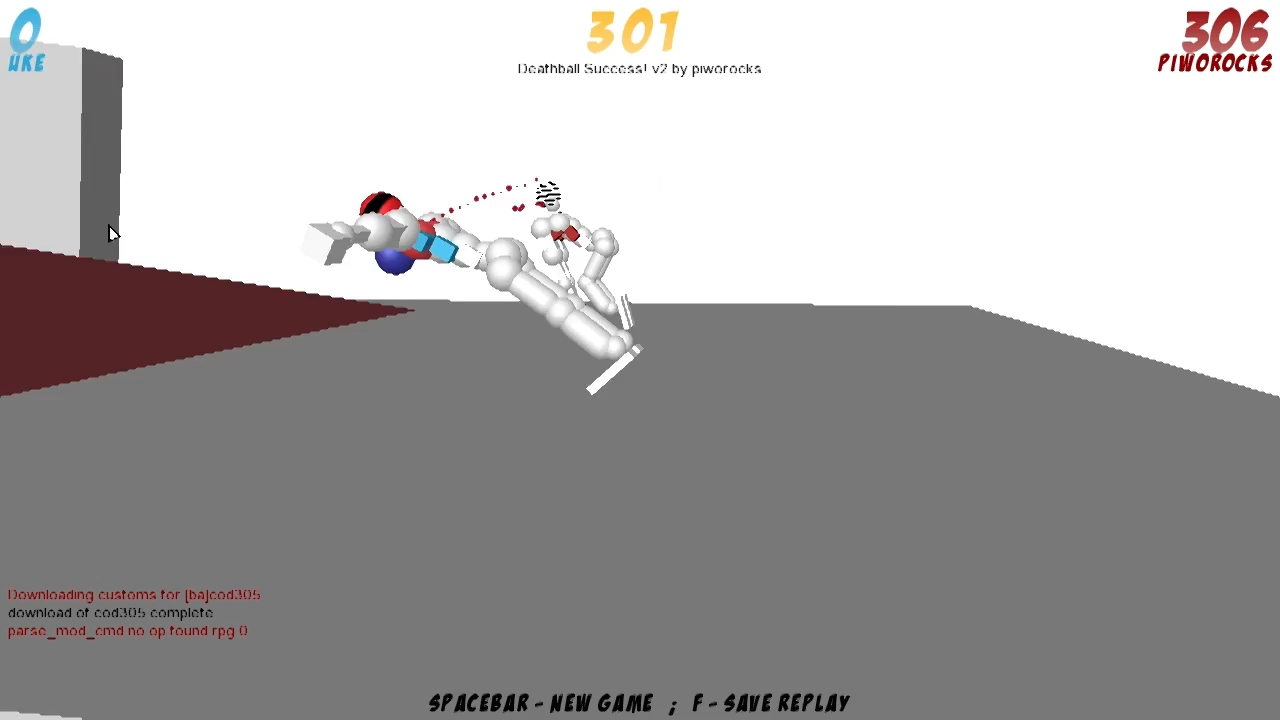 0
UKE
301
Deathball Success! v2 by piworocks
306
PIWOROCKS
Downloading customs for [ba]cod305
download of cod305 complete
parse_mod_cmd no op found rpg 0
SPACEBAR - NEW GAME ; F - SAVE REPLAY